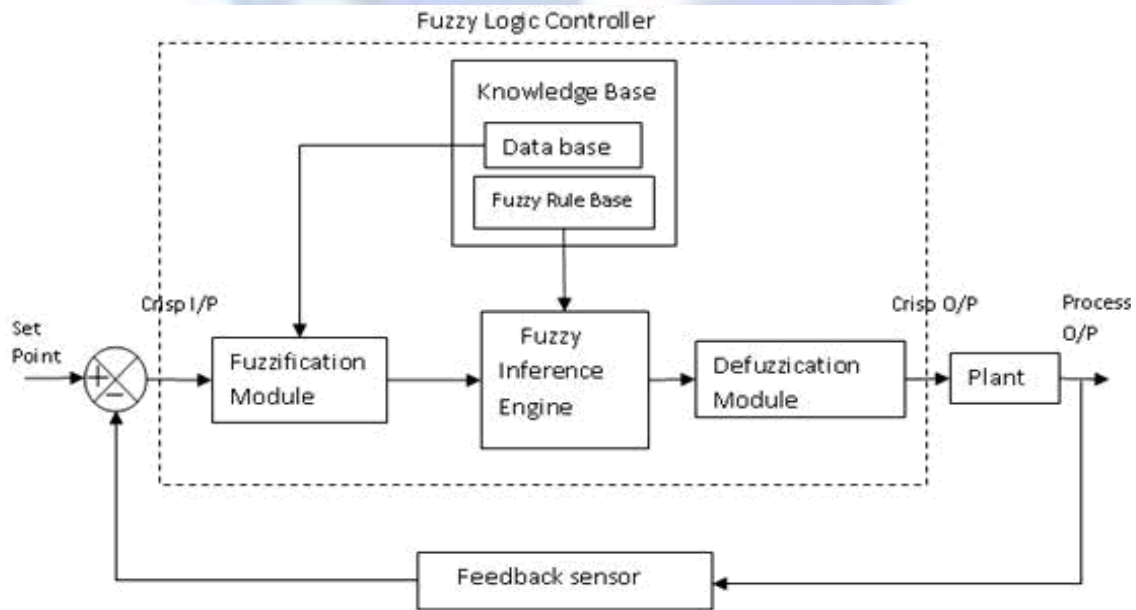 Fuzzy Logic Controller
Knowledge Base
Data base
Fuzzy Rule Base
Crisp I/P
Crisp O/P
Process
O/P
Set
Point
+
−
Fuzzification
Module
Fuzzy
Inference
Engine
Defuzzication
Module
Plant
Feedback sensor